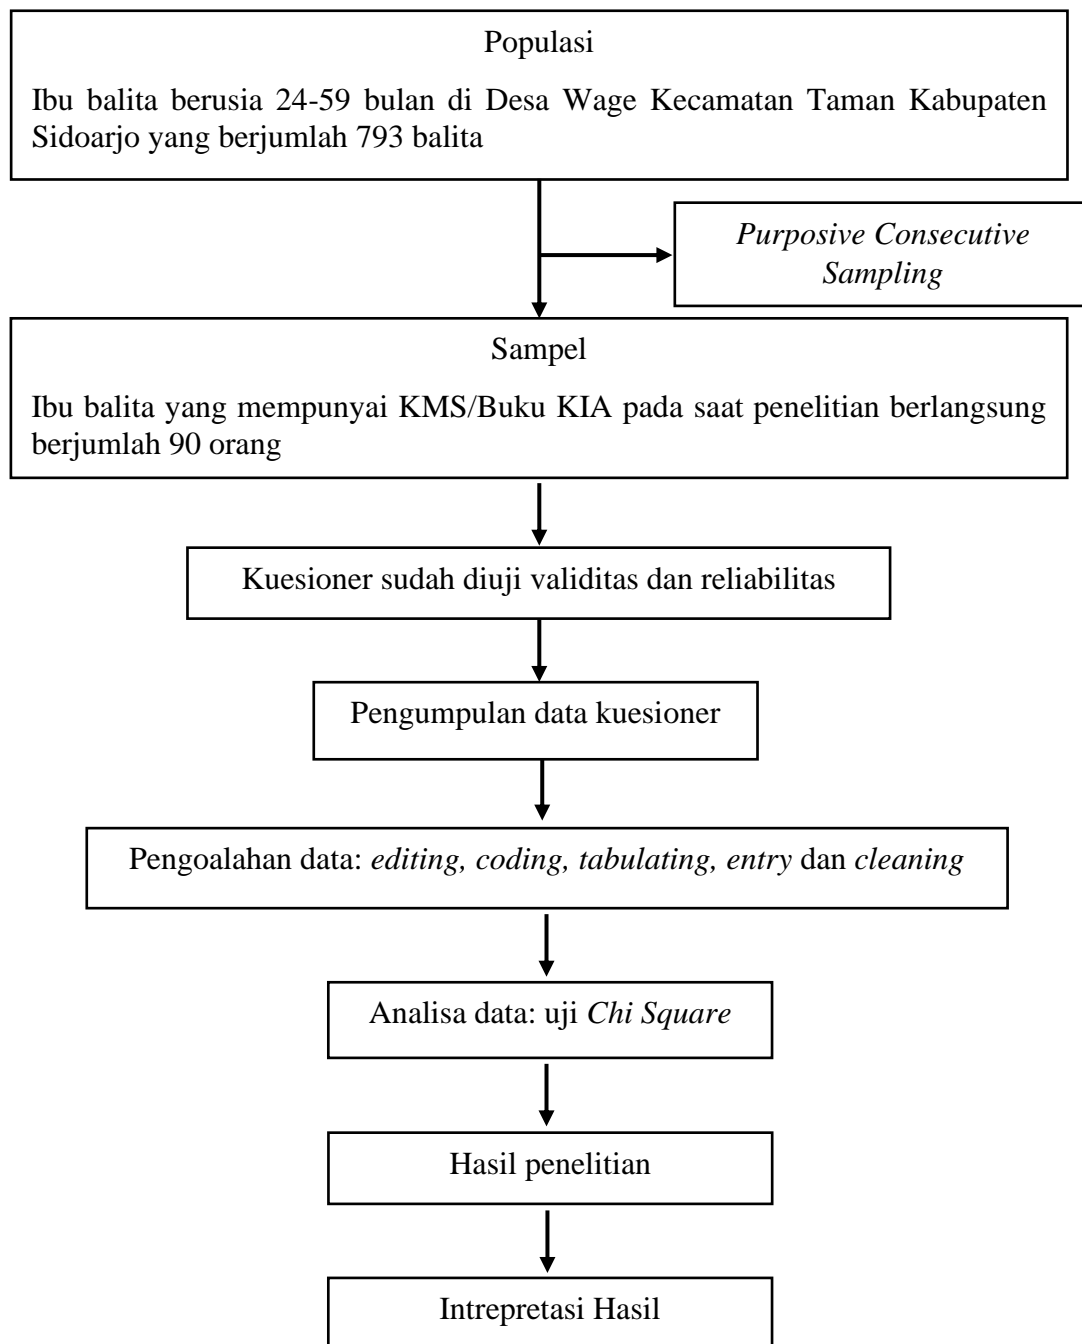 Populasi
Ibu balita berusia 24-59 bulan di Desa Wage Kecamatan Taman Kabupaten
Sidoarjo yang berjumlah 793 balita
Purposive Consecutive
Sampling
Sampel
Ibu balita yang mempunyai KMS/Buku KIA pada saat penelitian berlangsung
berjumlah 90 orang
Kuesioner sudah diuji validitas dan reliabilitas
Pengumpulan data kuesioner
Pengoalahan data: editing, coding, tabulating, entry dan cleaning
Analisa data: uji Chi Square
Hasil penelitian
Intrepretasi Hasil